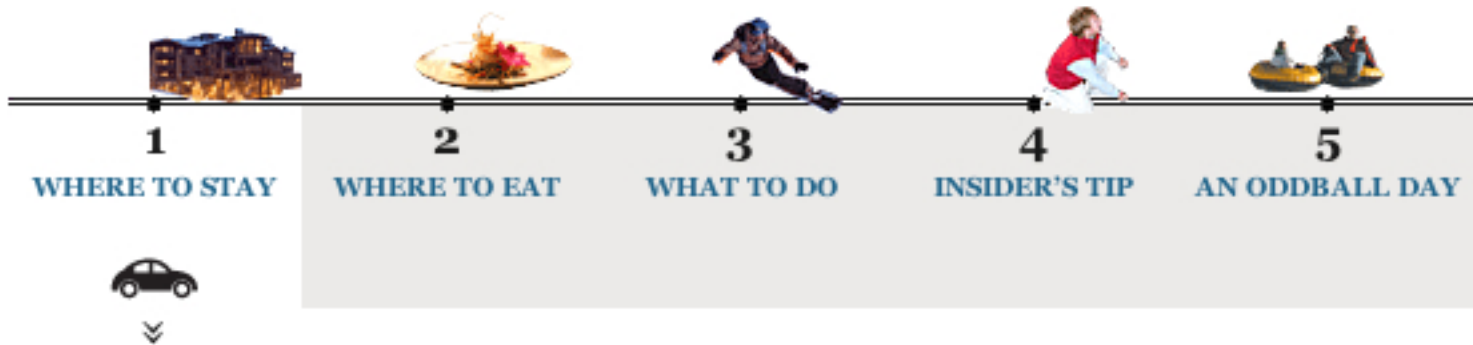 1
WHERE TO STAY
2
WHERE TO EAT
3
WHAT TO DO
4
INSIDER’S TIP
5
AN ODDBALL DAY